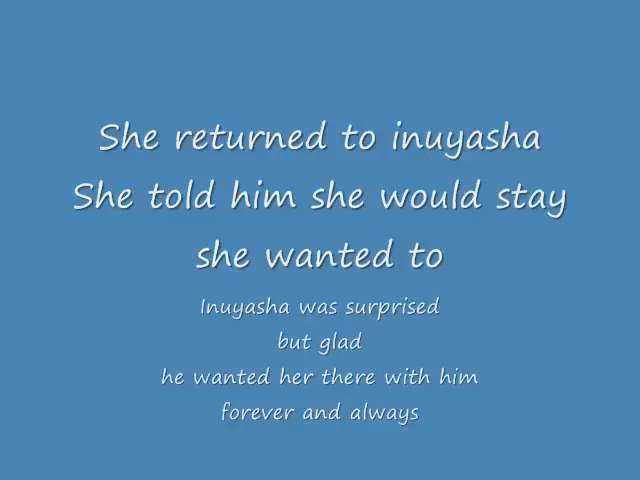 She returned to inuyasha
She told him she would stay
she wanted to
Inuyasha was surprised
but glad
he wanted her there with him
forever and always